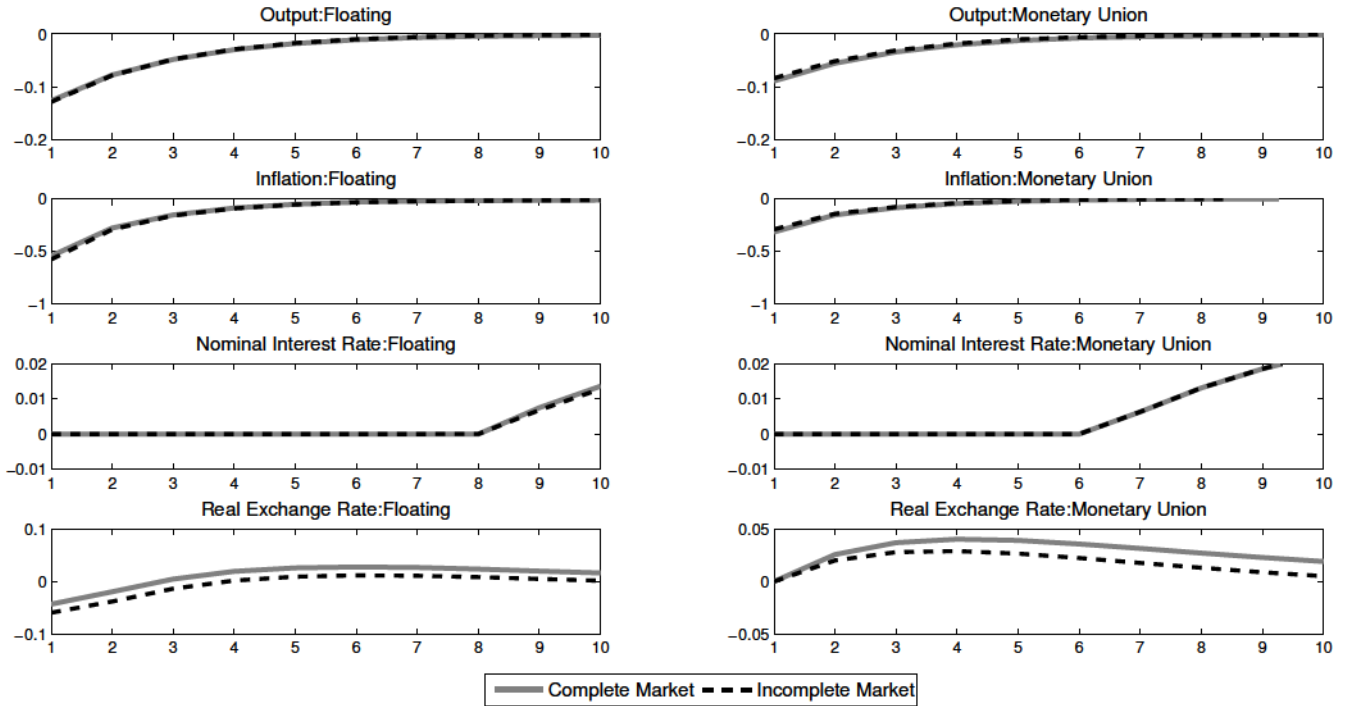 Output:Floating
0
−0.1
−0.2
1 2 3 4 5 6 7 8 9 10
Output:Monetary Union
0
−0.1
−0.2
1 2 3 4 5 6 7 8 9 10
Inflation:Floating
0
−0.5
−1
1 2 3 4 5 6 7 8 9 10
Inflation:Monetary Union
0
−0.5
−1
1 2 3 4 5 6 7 8 9 10
Nominal Interest Rate:Floating
0.02
0.01
0
−0.01
1 2 3 4 5 6 7 8 9 10
Nominal Interest Rate:Monetary Union
0.02
0.01
0
−0.01
1 2 3 4 5 6 7 8 9 10
Real Exchange Rate:Floating
0.1
0
−0.1
1 2 3 4 5 6 7 8 9 10
Real Exchange Rate:Monetary Union
0.05
0
−0.05
1 2 3 4 5 6 7 8 9 10
Complete Market Incomplete Market